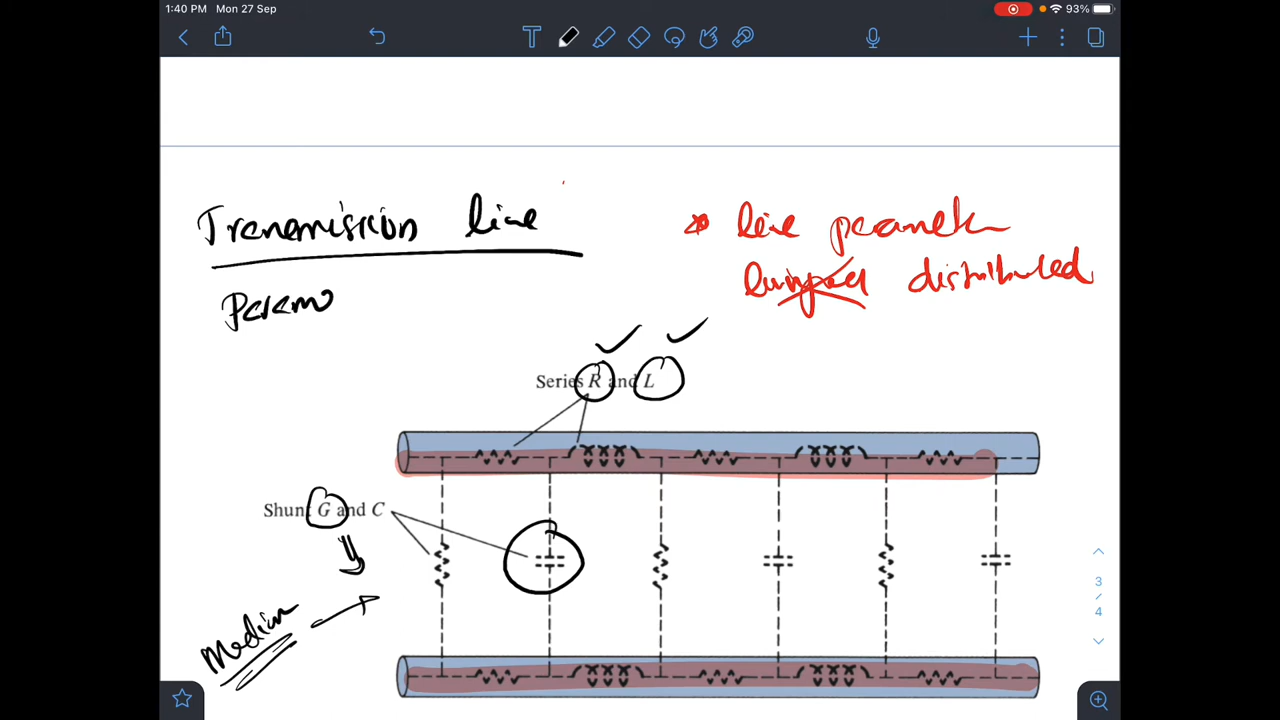 1:40 PM Mon 27 Sep
93%
Transmission line
Param
* line parameter
lumped distributed
Series R and L
Shunt G and C
Medium
3
/
4